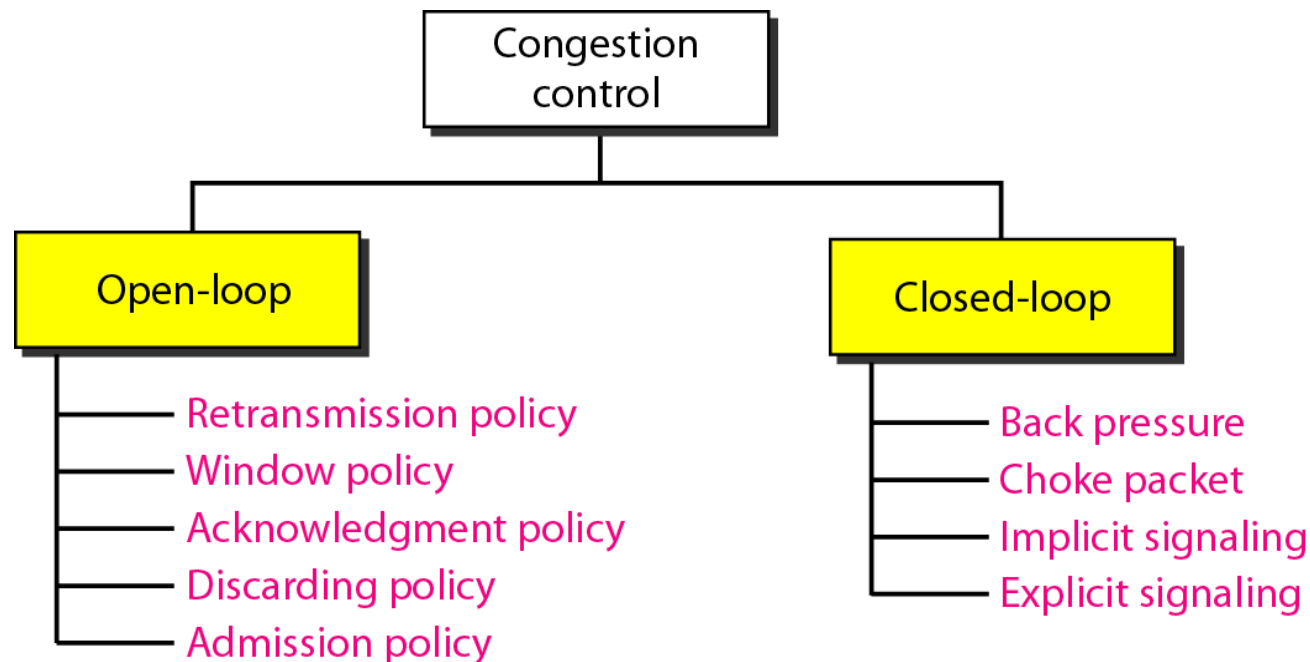 Congestion
control
Open-loop
Retransmission policy
Window policy
Acknowledgment policy
Discarding policy
Admission policy
Closed-loop
Back pressure
Choke packet
Implicit signaling
Explicit signaling